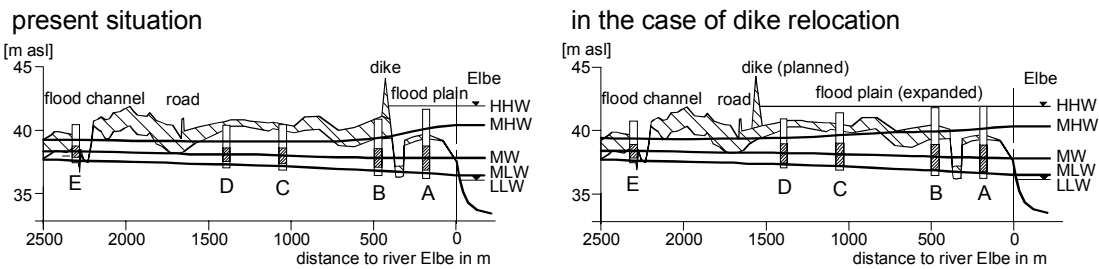 present situation
[m asl]
45
40
35
flood channel
road
dike
flood plain
Elbe
HHW
MHW
MW
MLW
LLW
E
D
C
B
A
2500
2000
1500
1000
500
0
distance to river Elbe in m
in the case of dike relocation
[m asl]
45
40
35
dike (planned)
flood channel
road
flood plain (expanded)
Elbe
HHW
MHW
MW
MLW
LLW
E
D
C
B
A
2500
2000
1500
1000
500
0
distance to river Elbe in m